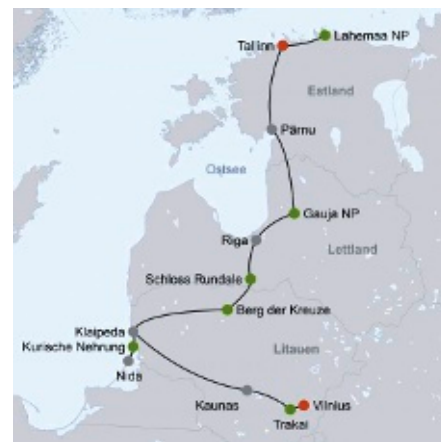 Lahemaa NP
Tallinn
Estland
Pärnu
Ostsee
Gauja NP
Riga
Lettland
Schloss Rundale
Berg der Kreuze
Klaipeda
Kurische Nehrung
Litauen
Nida
Kaunas
Vilnius
Trakai